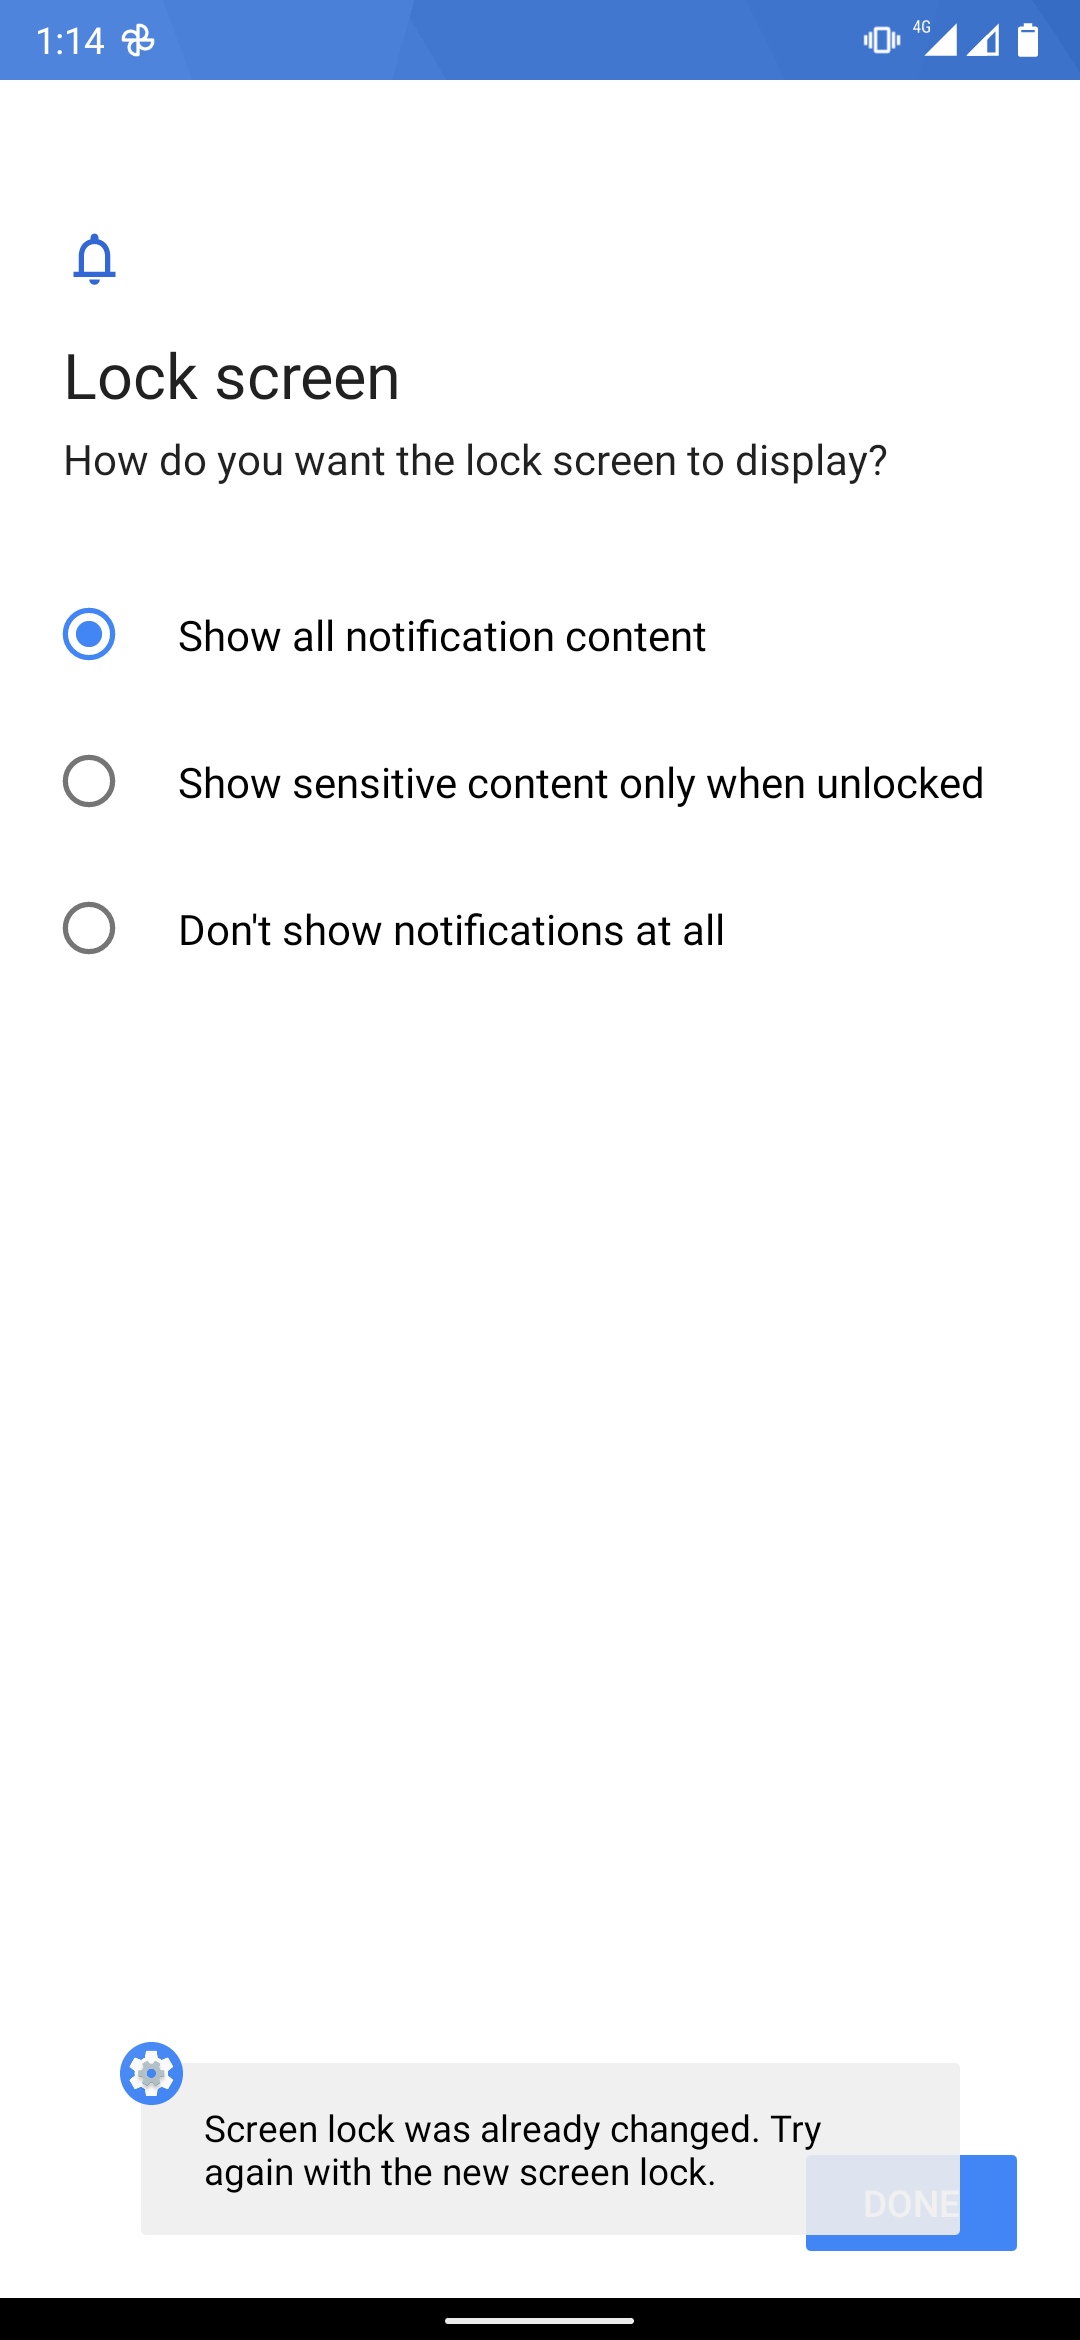 1:14
4G
Lock screen
How do you want the lock screen to display?
Show all notification content
Show sensitive content only when unlocked
Don't show notifications at all
Screen lock was already changed. Try
again with the new screen lock.
DONE